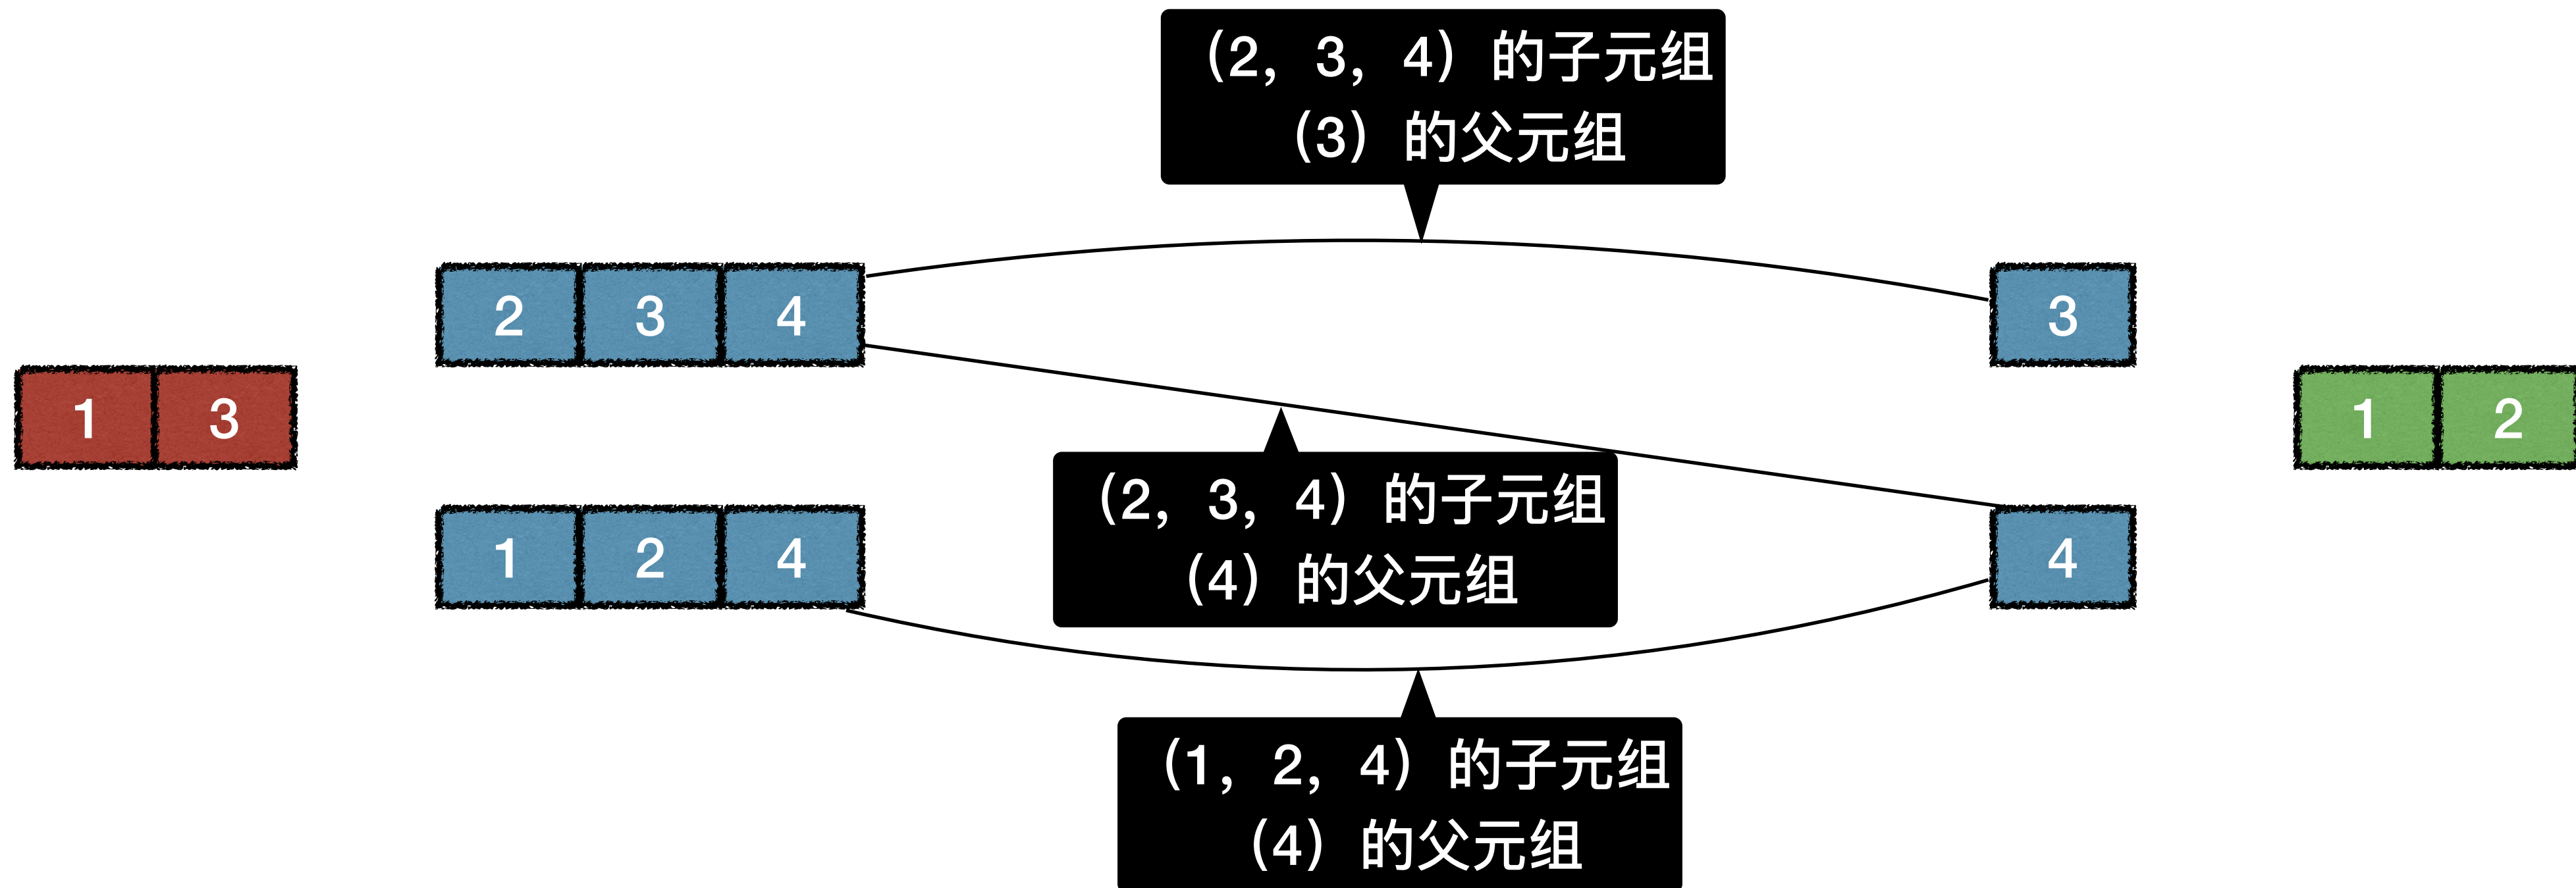 （2，3，4）的子元组
（3）的父元组
2 3 4
3
1 3
1 2
（2，3，4）的子元组
（4）的父元组
1 2 4
4
（1，2，4）的子元组
（4）的父元组